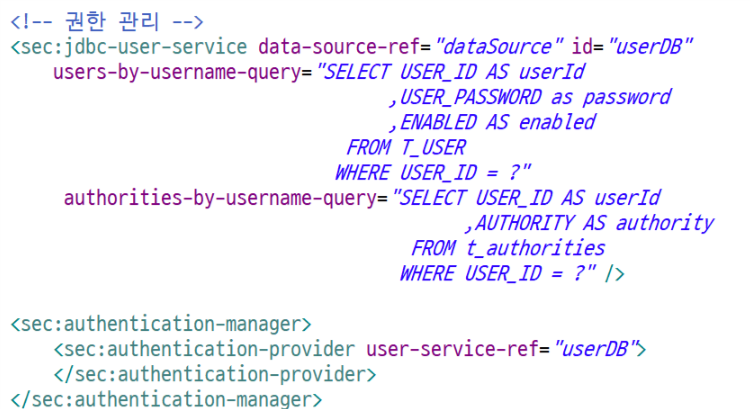 <!-- 권한 관리 -->
<sec:jdbc-user-service data-source-ref="dataSource" id="userDB"
users-by-username-query="SELECT USER_ID AS userId
,USER_PASSWORD as password
,ENABLED AS enabled
FROM T_USER
WHERE USER_ID = ?"
authorities-by-username-query="SELECT USER_ID AS userId
,AUTHORITY AS authority
FROM t_authorities
WHERE USER_ID = ?" />
<sec:authentication-manager>
<sec:authentication-provider user-service-ref="userDB">
</sec:authentication-provider>
</sec:authentication-manager>